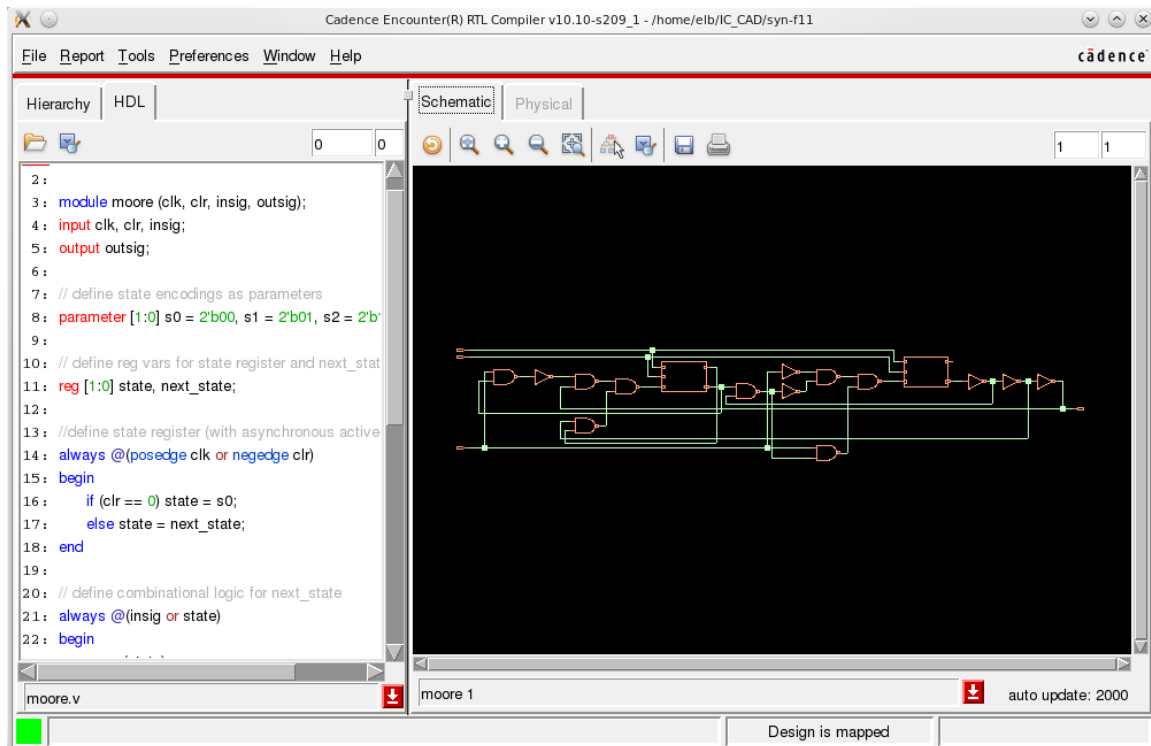 Cadence Encounter(R) RTL Compiler v10.10-s209_1 - /home/elb/IC_CAD/syn-f11
File Report Tools Preferences Window Help
cādence
Hierarchy HDL
Schematic Physical
0 0
1 1
2:
3: module moore (clk, clr, insig, outsig);
4: input clk, clr, insig;
5: output outsig;
6:
7: // define state encodings as parameters
8: parameter [1:0] s0 = 2'b00, s1 = 2'b01, s2 = 2'b
9:
10: // define reg vars for state register and next_stat
11: reg [1:0] state, next_state;
12:
13: //define state register (with asynchronous active
14: always @(posedge clk or negedge clr)
15: begin
16: if (clr == 0) state = s0;
17: else state = next_state;
18: end
19:
20: // define combinational logic for next_state
21: always @(insig or state)
22: begin
moore.v
moore 1
auto update: 2000
Design is mapped